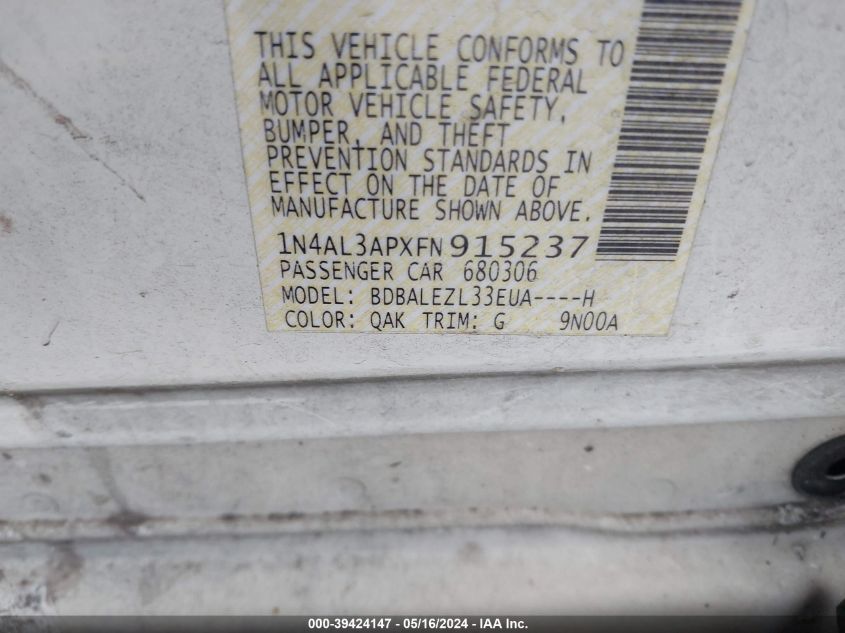 THIS VEHICLE CONFORMS TO
ALL APPLICABLE FEDERAL
MOTOR VEHICLE SAFETY,
BUMPER, AND THEFT
PREVENTION STANDARDS IN
EFFECT ON THE DATE OF
MANUFACTURE SHOWN ABOVE.
1N4AL3APXFN915237
PASSENGER CAR 680306
MODEL: BDBALEZL33EUA----H
COLOR: QAK TRIM: G 9N00A
000-39424147 - 05/16/2024 - IAA Inc.